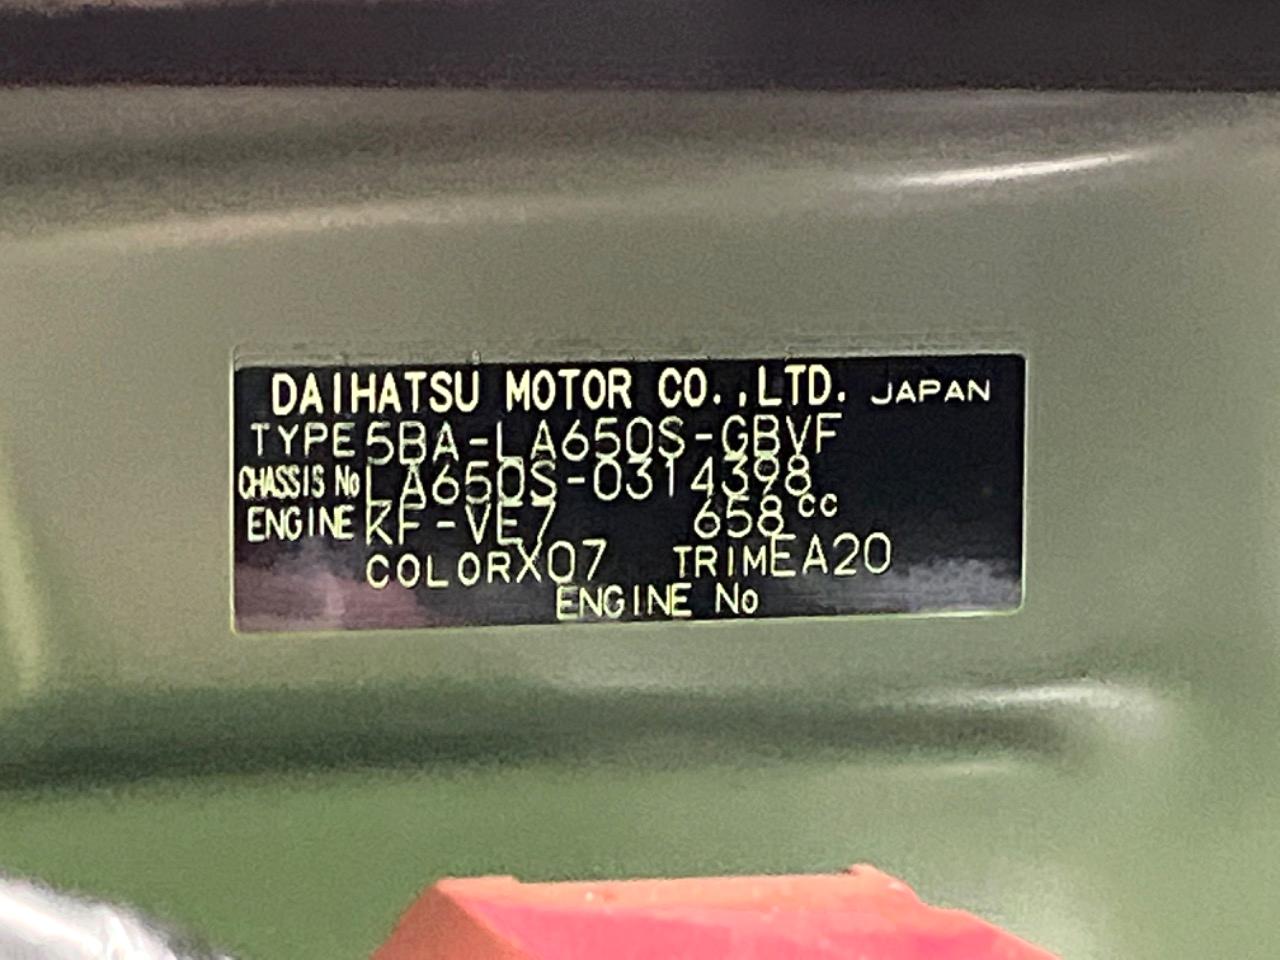 DAIHATSU MOTOR CO.,LTD. JAPAN
TYPE 5BA-LA650S-GBVF
CHASSIS No LA650S-0314398
ENGINE KF-VE7 658cc
COLOR X07 TRIM EA20
ENGINE No